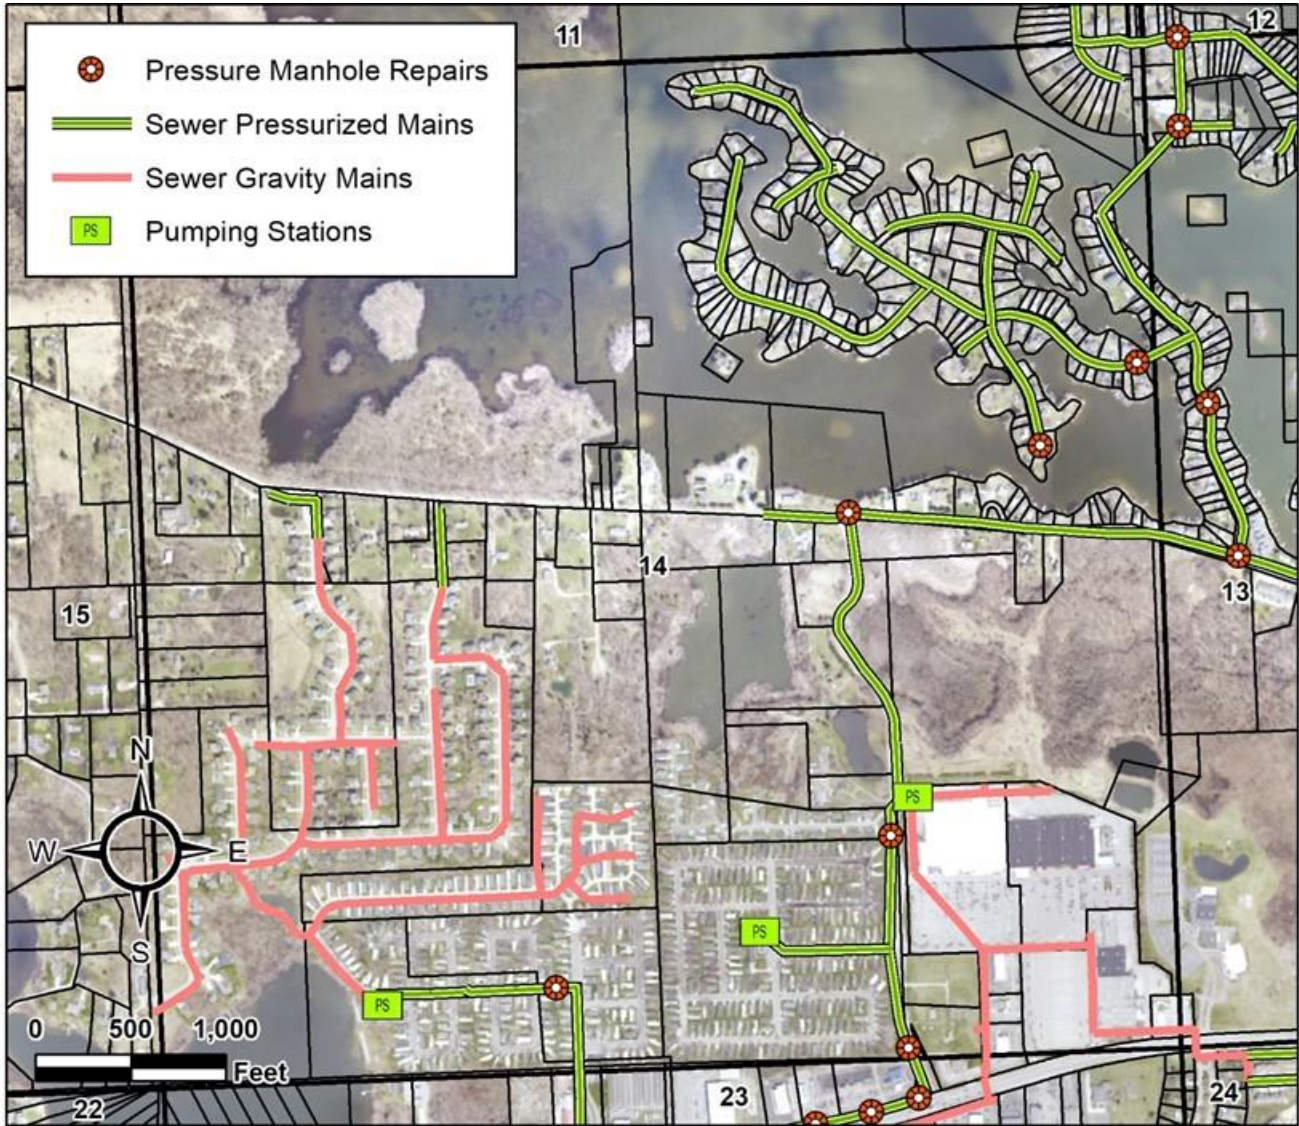 11
12
Pressure Manhole Repairs
Sewer Pressurized Mains
Sewer Gravity Mains
PS
Pumping Stations
14
13
15
N
PS
W
E
PS
S
PS
0
500
1,000
Feet
22
23
24